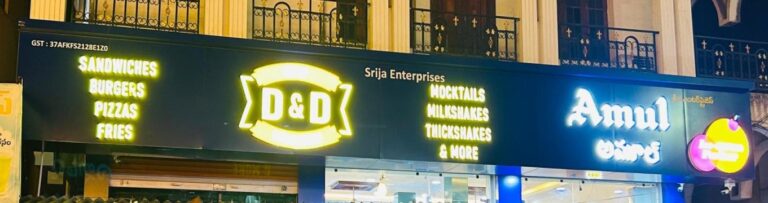 GST : 37AFKFS2128E1Z0
SANDWICHES
BURGERS
PIZZAS
FRIES
D&D
Srija Enterprises
MOCKTAILS
MILKSHAKES
THICKSHAKES
& MORE
Amul
అమూల్